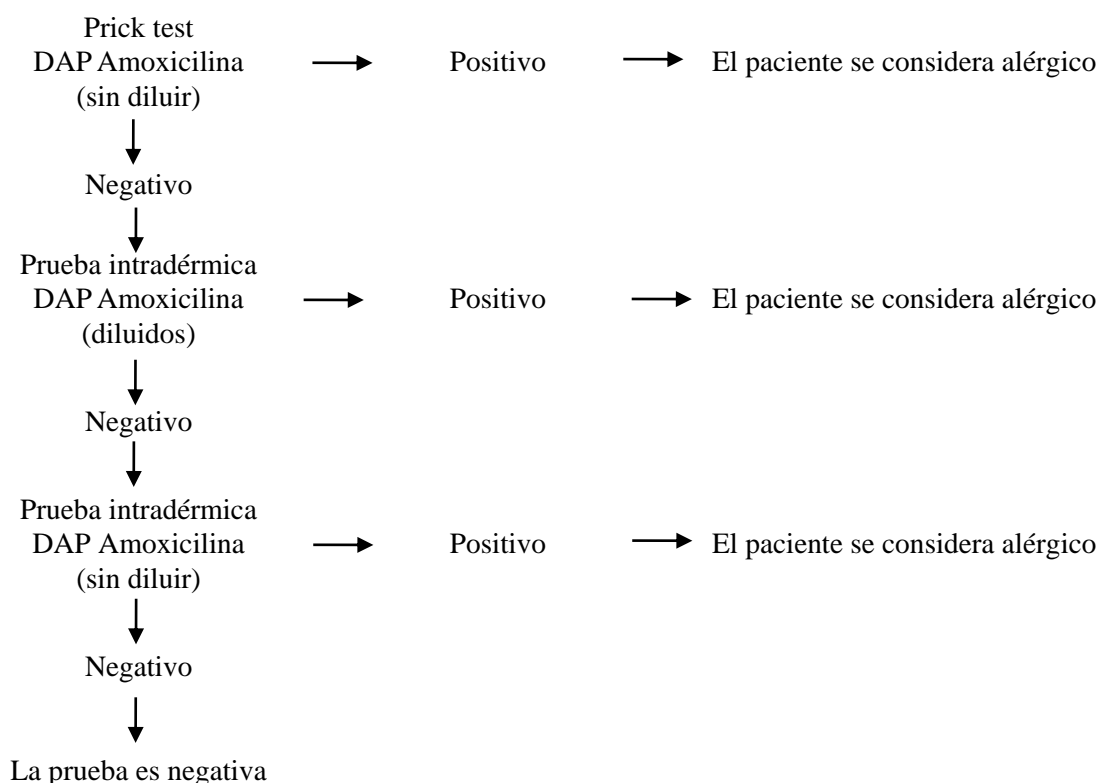 Prick test
DAP Amoxicilina
(sin diluir)
Positivo
El paciente se considera alérgico
Negativo
Prueba intradérmica
DAP Amoxicilina
(diluidos)
Positivo
El paciente se considera alérgico
Negativo
Prueba intradérmica
DAP Amoxicilina
(sin diluir)
Positivo
El paciente se considera alérgico
Negativo
La prueba es negativa